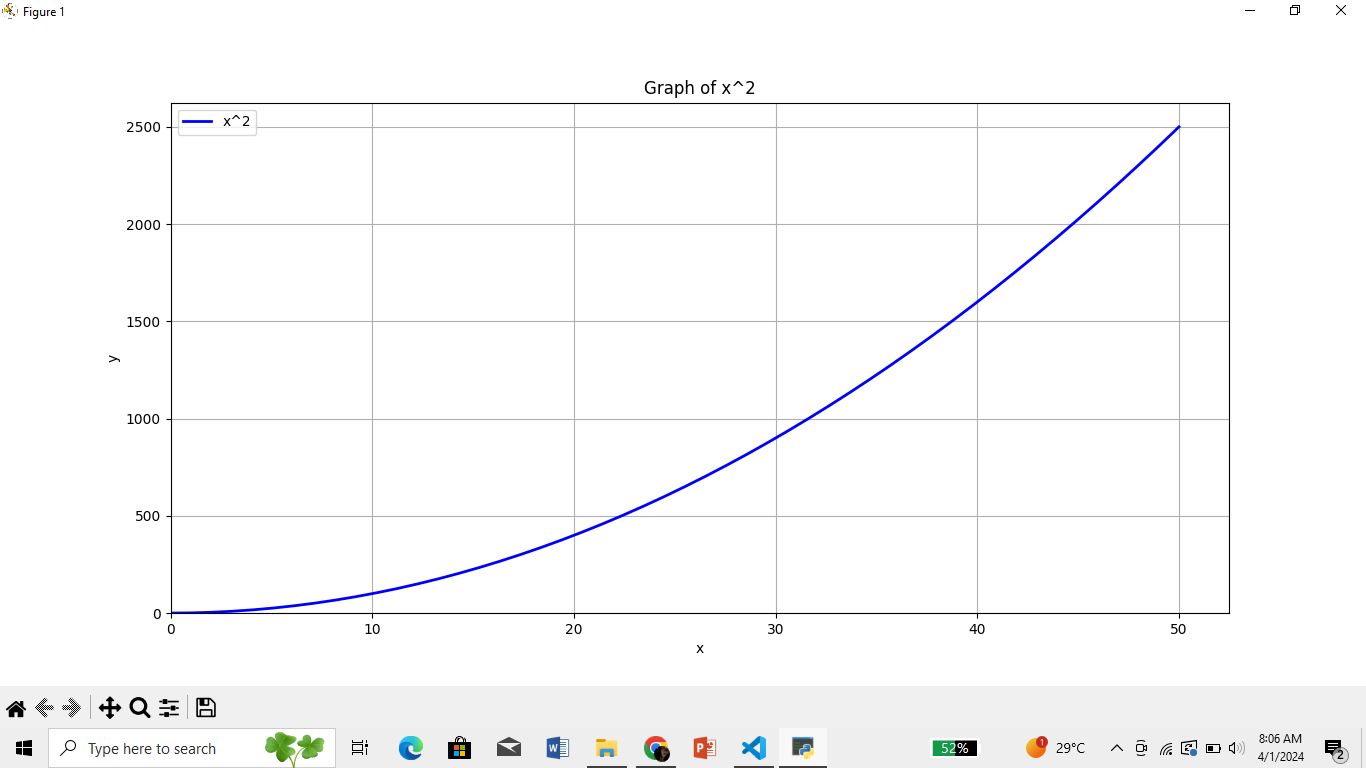 Figure 1
Graph of x^2
x^2
2500
2000
1500
1000
500
0
y
0 10 20 30 40 50
x
Type here to search
52%
1
29°C
8:06 AM
4/1/2024
2